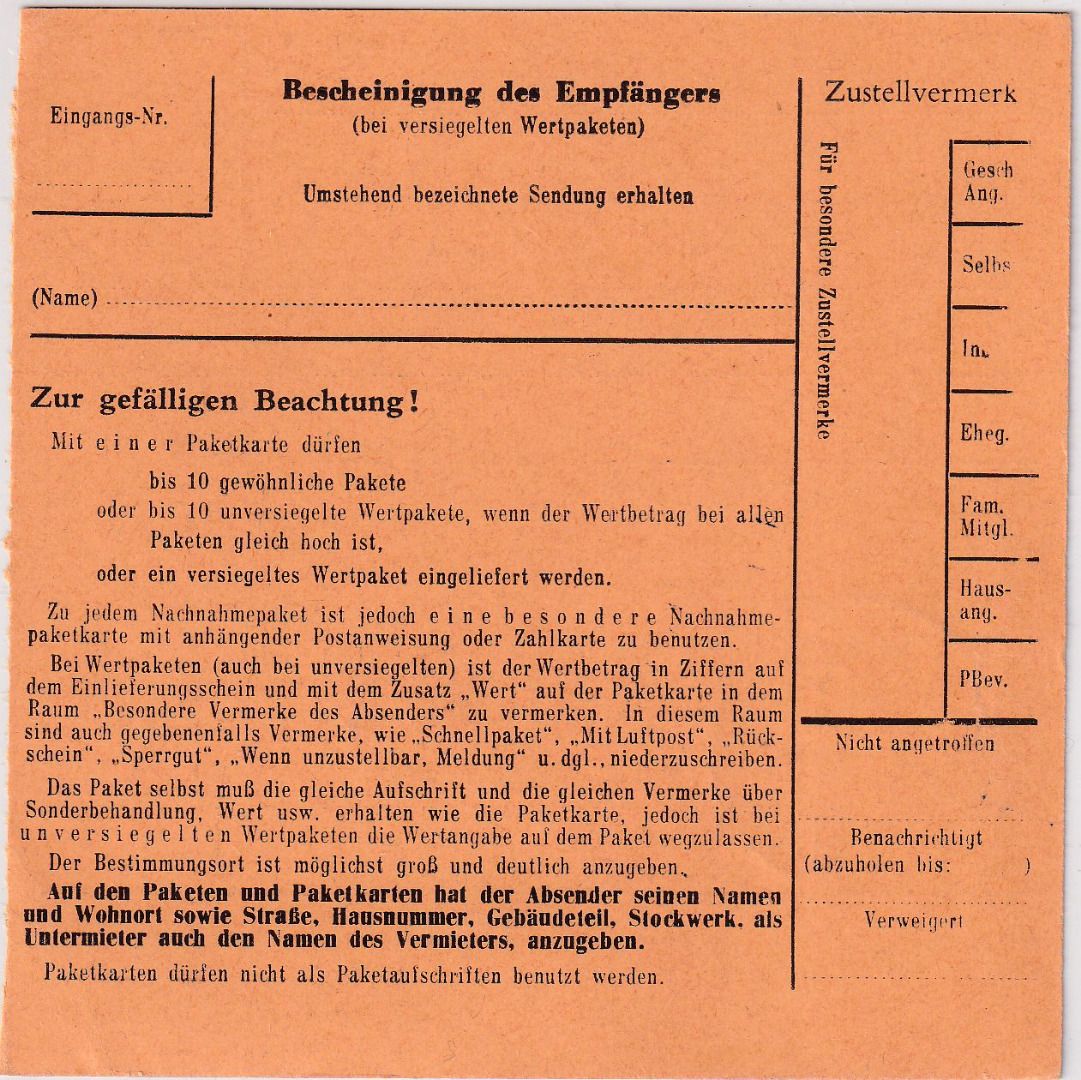 Eingangs-Nr.
Bescheinigung des Empfängers
(bei versiegelten Wertpaketen)
Umstehend bezeichnete Sendung erhalten
(Name)
Zur gefälligen Beachtung!
Mit einer Paketkarte dürfen
bis 10 gewöhnliche Pakete
oder bis 10 unversiegelte Wertpakete, wenn der Wertbetrag bei allen
Paketen gleich hoch ist,
oder ein versiegeltes Wertpaket eingeliefert werden.
Zu jedem Nachnahmepaket ist jedoch eine besondere Nachnahme-
paketkarte mit anhängender Postanweisung oder Zahlkarte zu benutzen.
Bei Wertpaketen (auch bei unversiegelten) ist der Wertbetrag in Ziffern auf
dem Einlieferungsschein und mit dem Zusatz „Wert“ auf der Paketkarte in dem
Raum „Besondere Vermerke des Absenders“ zu vermerken. In diesem Raum
sind auch gegebenenfalls Vermerke, wie „Schnellpaket“, „Mit Luftpost“, „Rück-
schein“, „Sperrgut“, „Wenn unzustellbar, Meldung“ u. dgl., niederzuschreiben.
Das Paket selbst muß die gleiche Aufschrift und die gleichen Vermerke über
Sonderbehandlung, Wert usw. erhalten wie die Paketkarte, jedoch ist bei
unversiegelten Wertpaketen die Wertangabe auf dem Paket wegzulassen.
Der Bestimmungsort ist möglichst groß und deutlich anzugeben.
Auf den Paketen und Paketkarten hat der Absender seinen Namen
und Wohnort sowie Straße, Hausnummer, Gebäudeteil, Stockwerk, als
Untermieter auch den Namen des Vermieters, anzugeben.
Paketkarten dürfen nicht als Paketaufschriften benutzt werden.
Zustellvermerk
Für besondere Zustellvermerke
Gesch
Ang.
Selbs
Inh.
Eheg.
Fam.
Mitgl.
Haus-
ang.
PBev.
Nicht angetroffen
Benachrichtigt
(abzuholen bis: )
Verweigert